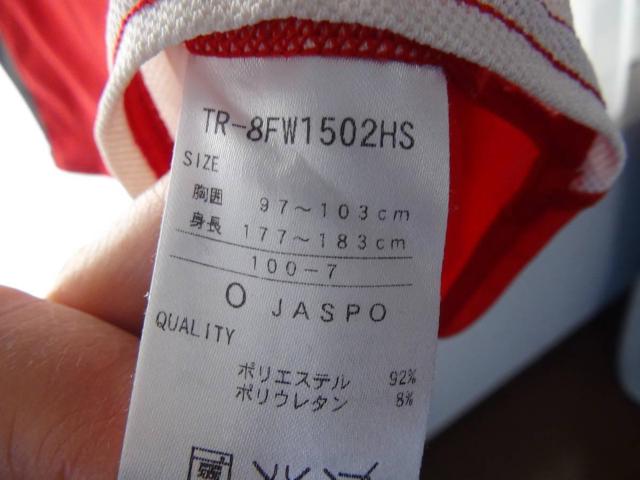 TR-8FW1502HS
SIZE
胸囲 97～103cm
身長 177～183cm
100-7
O JASPO
QUALITY
ポリエステル 92%
ポリウレタン 8%